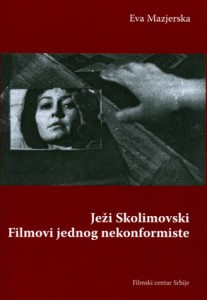 Eva Mazjerska
Ježi Skolimovski
Filmovi jednog nekonformiste
Filmski centar Srbije